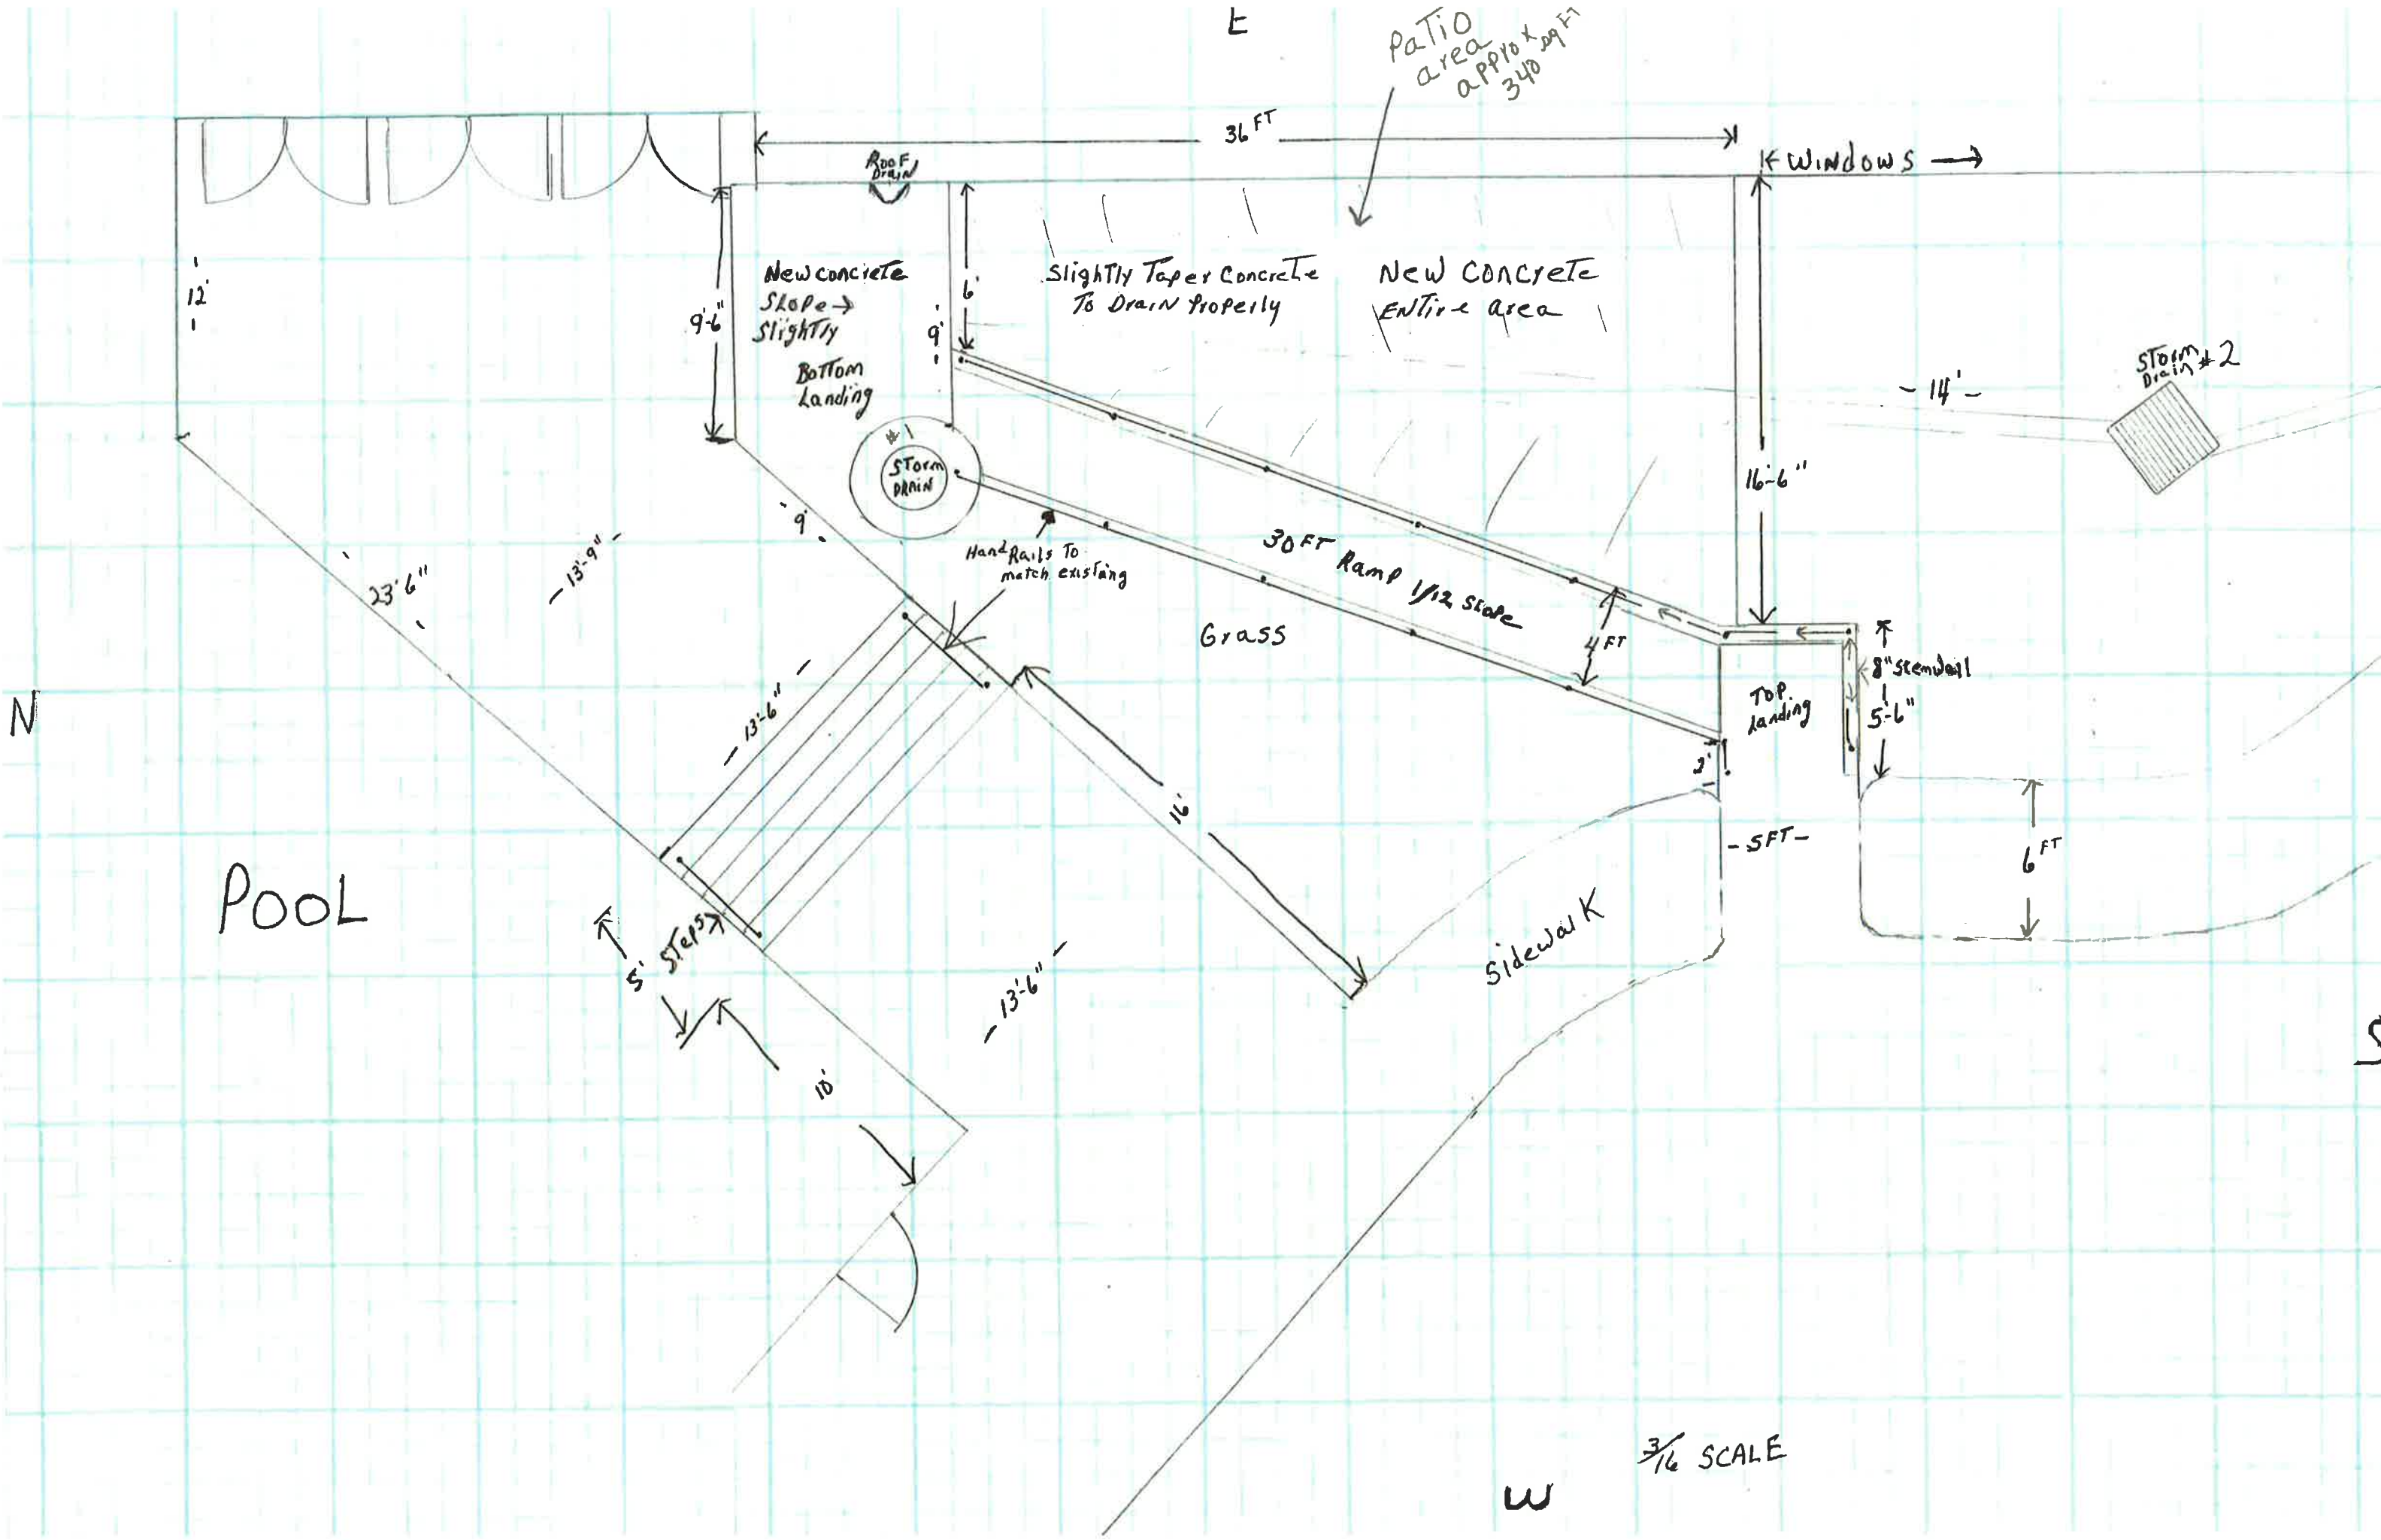 E
PaTiO
area
approx
340 sq FT
36 FT
Roof
Drain
← WINdowS →
12'
9'-6"
New concreTe
SLope →
SlighTly
BoTTom
Landing
6'
9'
SlighTly Taper ConcreTe
To DraiN Properly
New CONcreTe
ENTire area
16'-6"
- 14' -
STorm
Drain #2
#1
STorm
DRAIN
9'
Hand Rails To
match existing
30 FT Ramp 1/12 SLope
4 FT
Grass
8" stemwall
5'-6"
Top
Landing
2'
- 5 FT -
6 FT
23'6"
- 13'-9" -
- 13'-6" -
16'
N
POOL
STeps
5'
10'
- 13'-6" -
SidewalK
S
3/16 SCALE
W